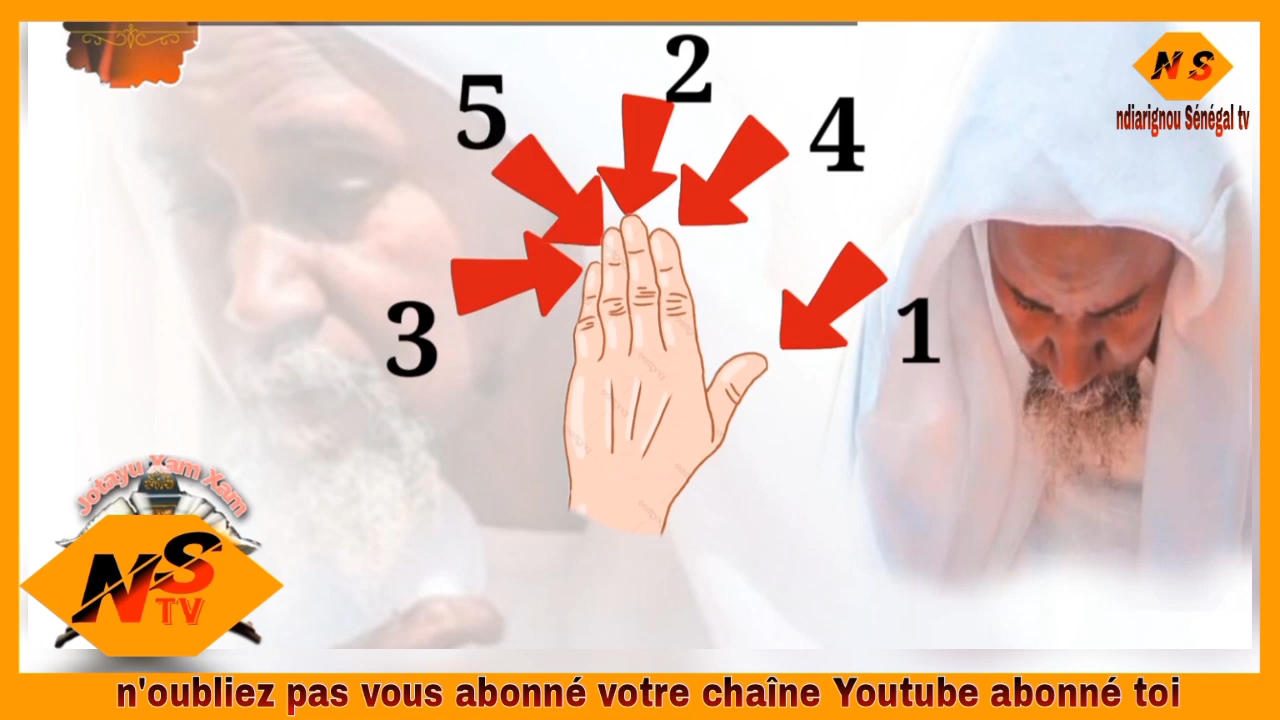 2
5
4
N S
ndiarignou Sénégal tv
3
1
Jotayu Xam Xam
NS
TV
n'oubliez pas vous abonné votre chaîne Youtube abonné toi